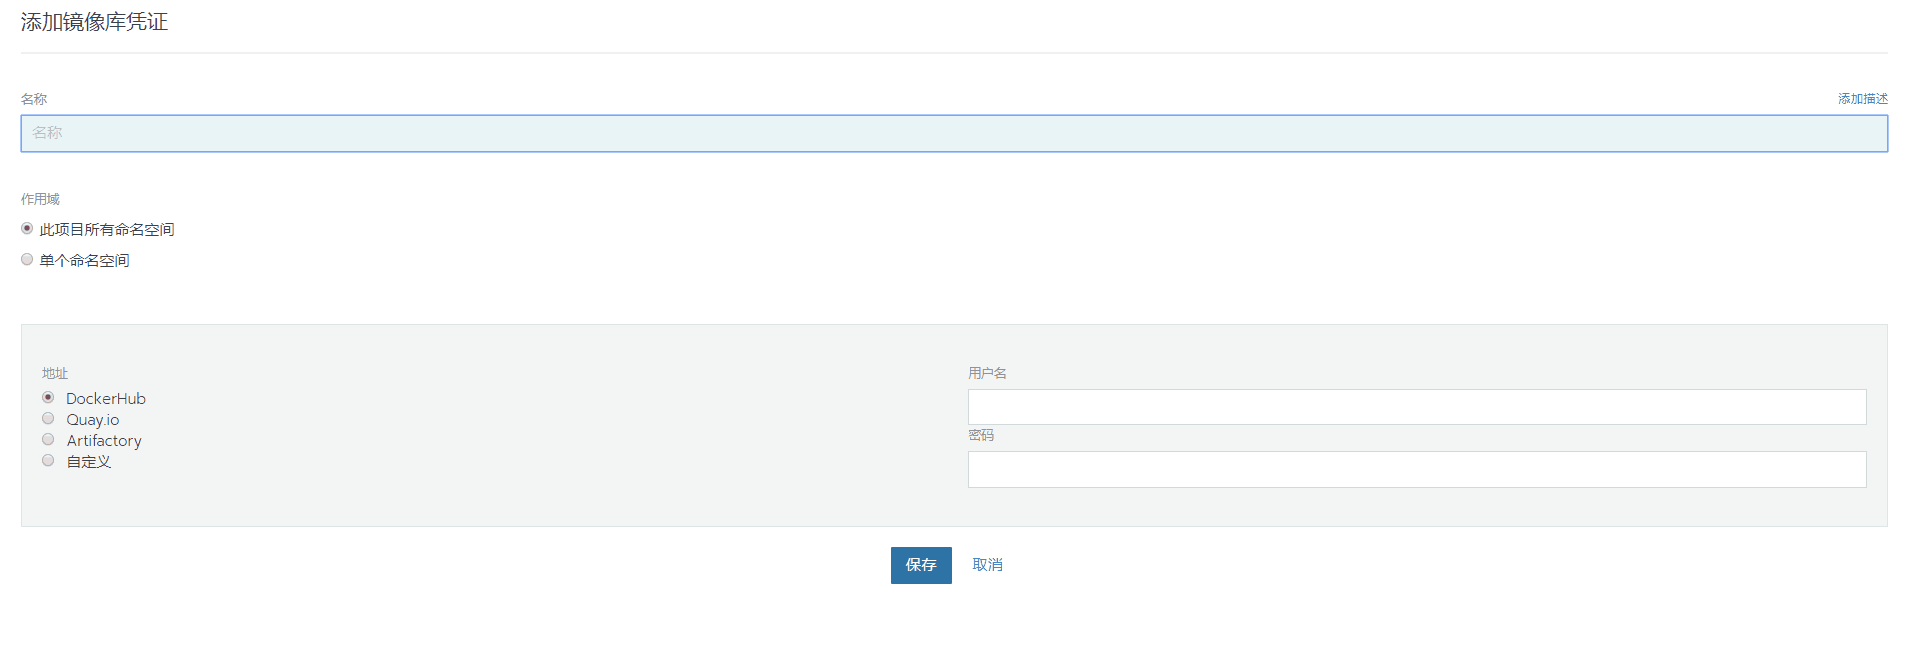 添加镜像库凭证
名称
添加描述
名称
作用域
此项目所有命名空间
单个命名空间
地址
DockerHub
Quay.io
Artifactory
自定义
用户名
密码
保存
取消